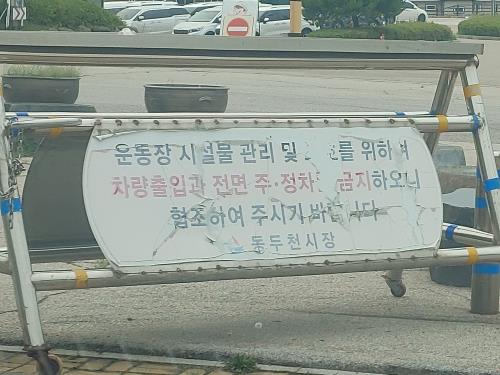 운동장 시설물 관리 및 를 위하여
차량출입과 전면 주·정차 금지하오니
협조하여 주시기 바랍니다
동두천시장